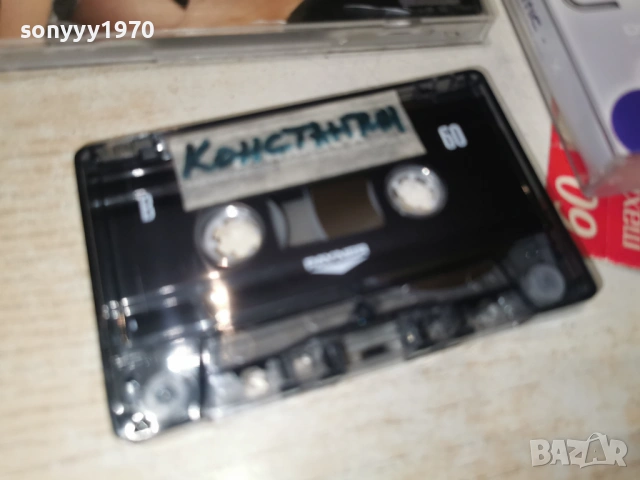 sonyyy1970
Константин
B
60
maxell
60
BAZAR